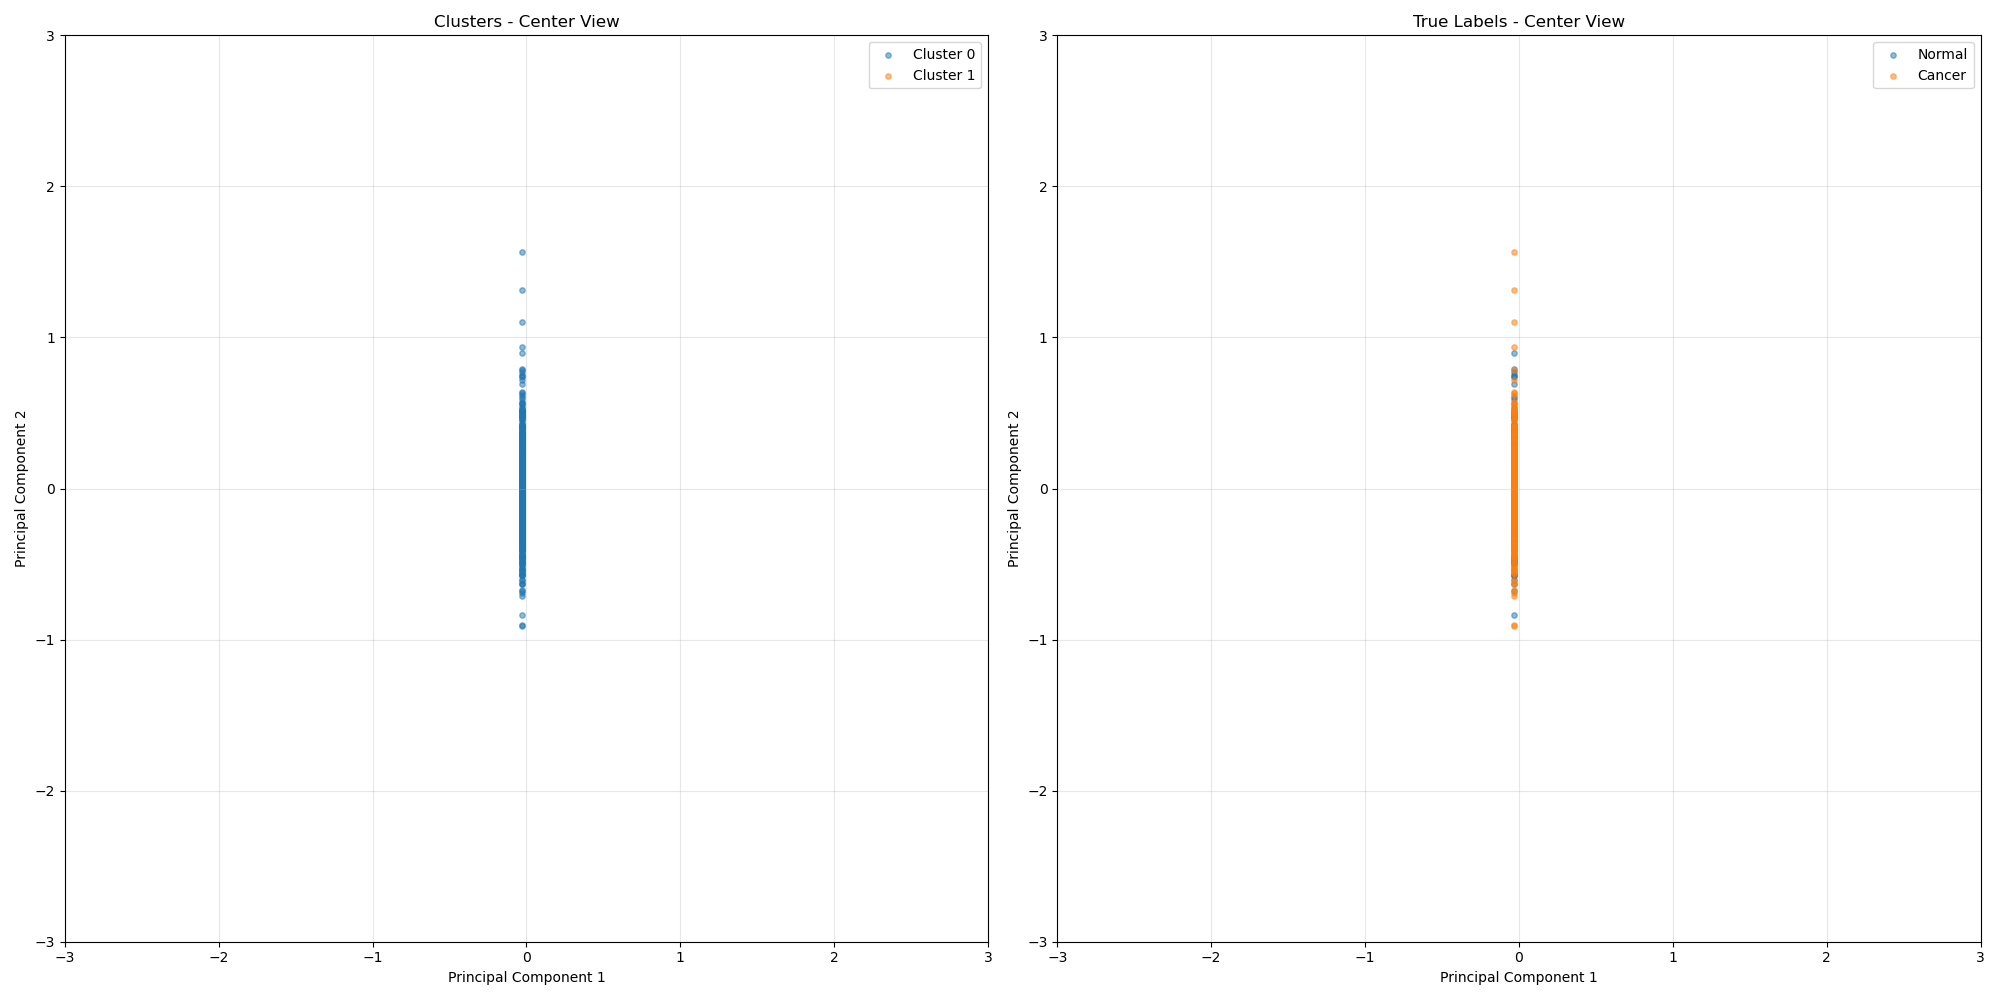 Clusters - Center View
Cluster 0
Cluster 1
3
2
1
0
−1
−2
−3
−3
−2
−1
0
1
2
3
Principal Component 1
Principal Component 2
True Labels - Center View
Normal
Cancer
3
2
1
0
−1
−2
−3
−3
−2
−1
0
1
2
3
Principal Component 1
Principal Component 2